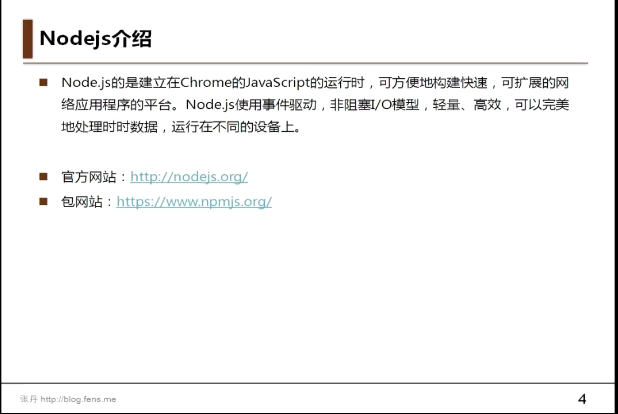 Nodejs介绍
Node.js的是建立在Chrome的JavaScript的运行时，可方便地构建快速，可扩展的网
络应用程序的平台。Node.js使用事件驱动，非阻塞I/O模型，轻量、高效，可以完美
地处理时时数据，运行在不同的设备上。
官方网站：http://nodejs.org/
包网站：https://www.npmjs.org/
张丹 http://blog.fens.me
4